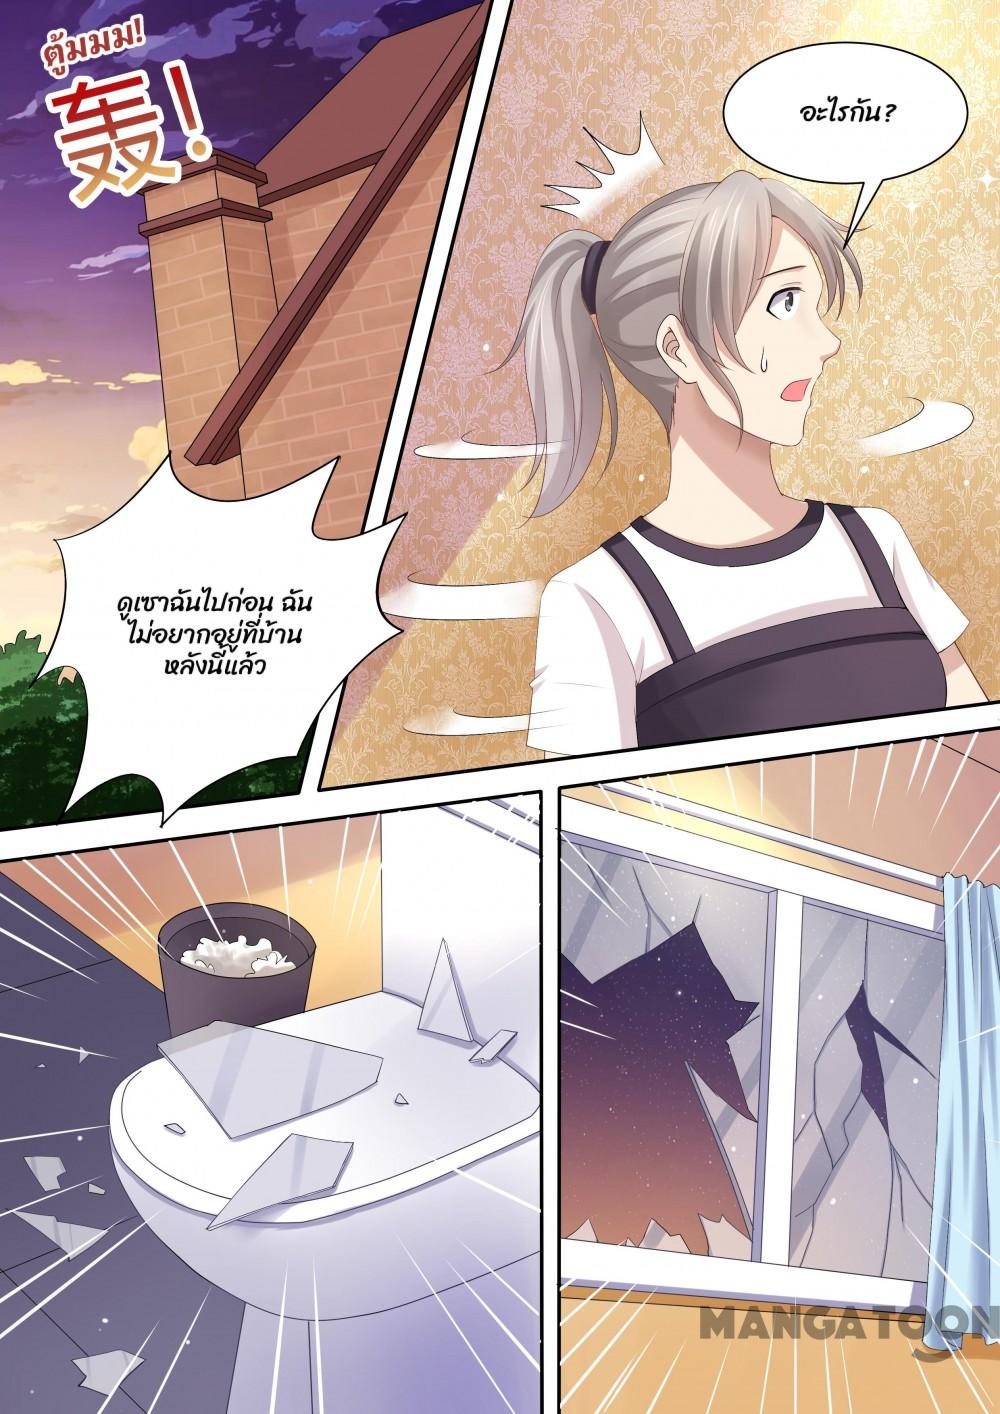 ตู้มมมม!
轰!
อะไรกัน?
ดูเซาฉันไปก่อน ฉัน
ไม่อยากอยู่ที่บ้าน
หลังนี้แล้ว
MANGATOON